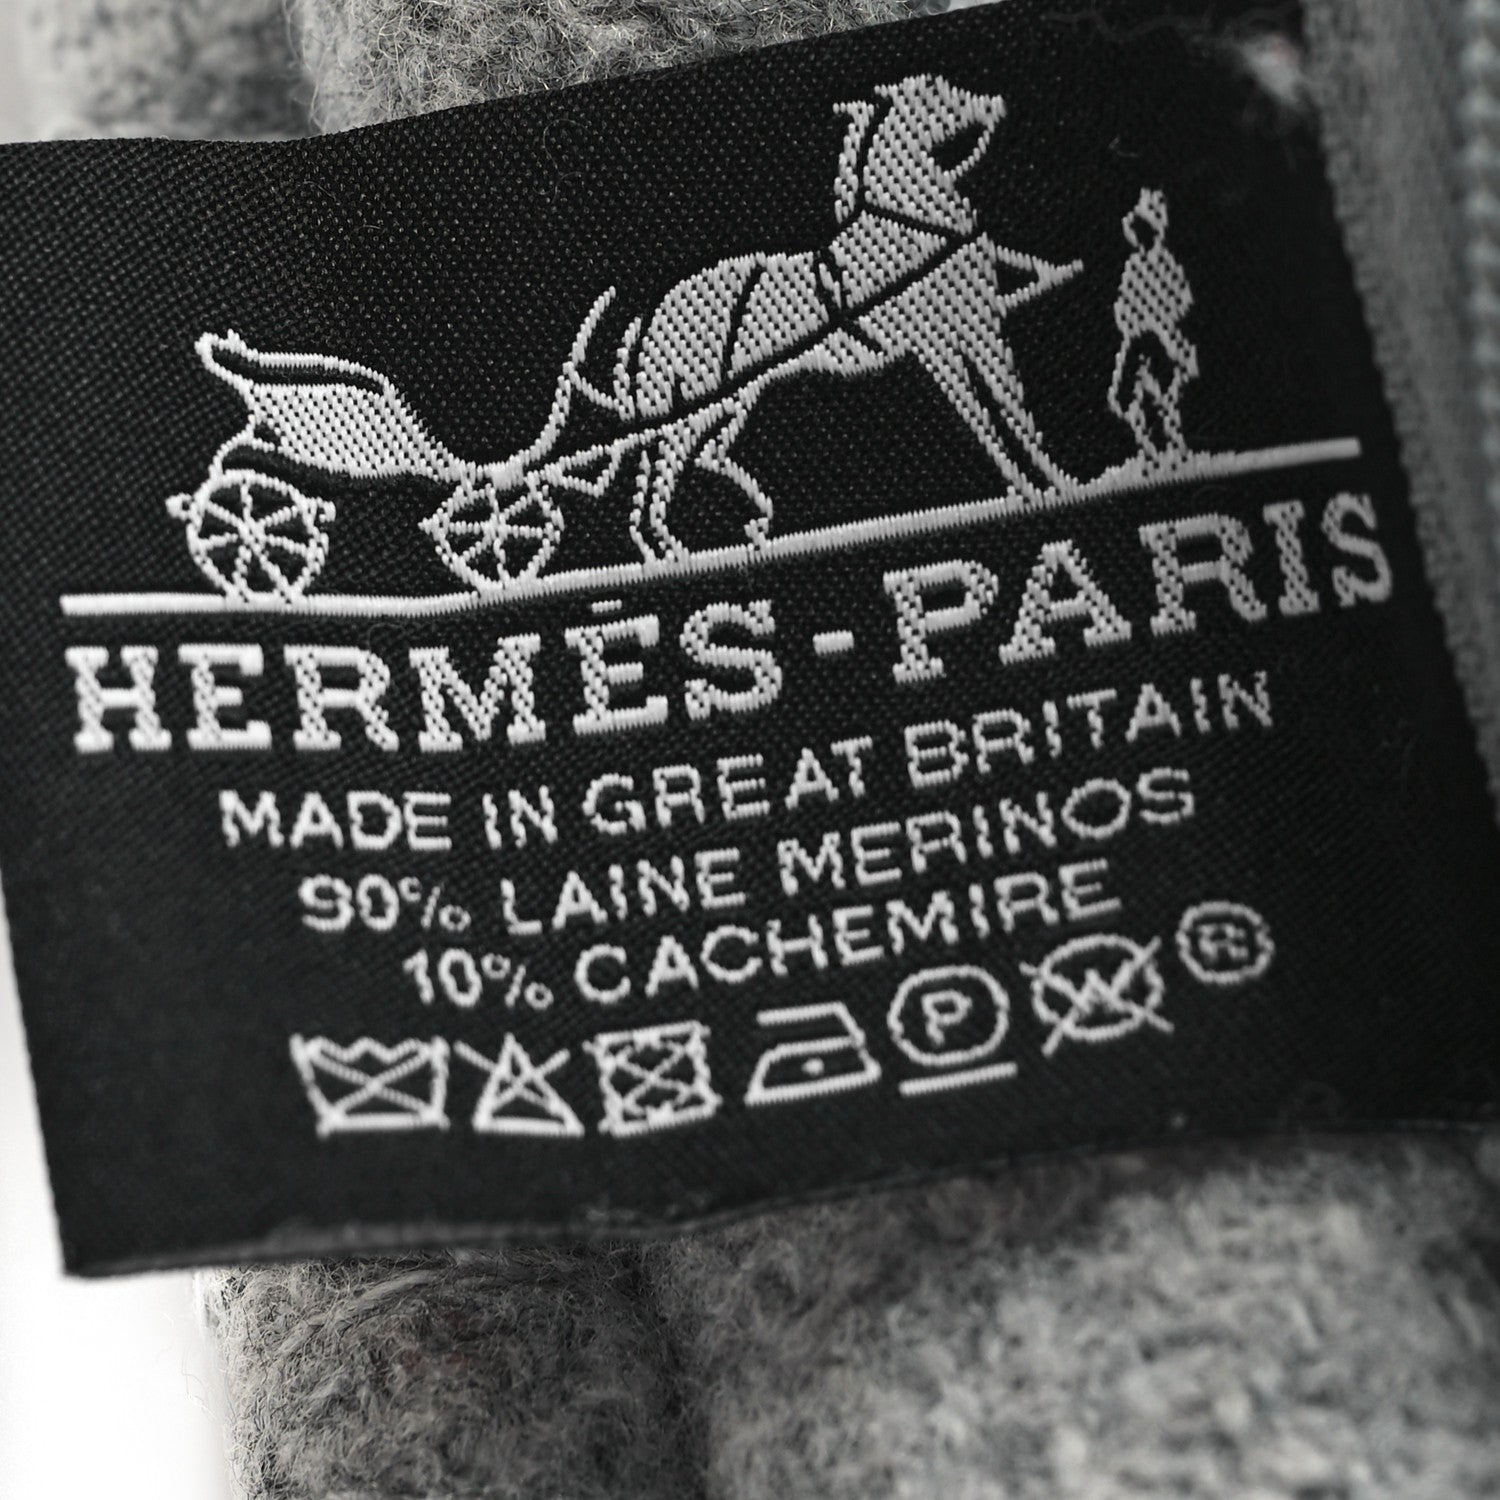 HERMÈS-PARIS
MADE IN GREAT BRITAIN
90% LAINE MERINOS
10% CACHEMIRE
P W ®